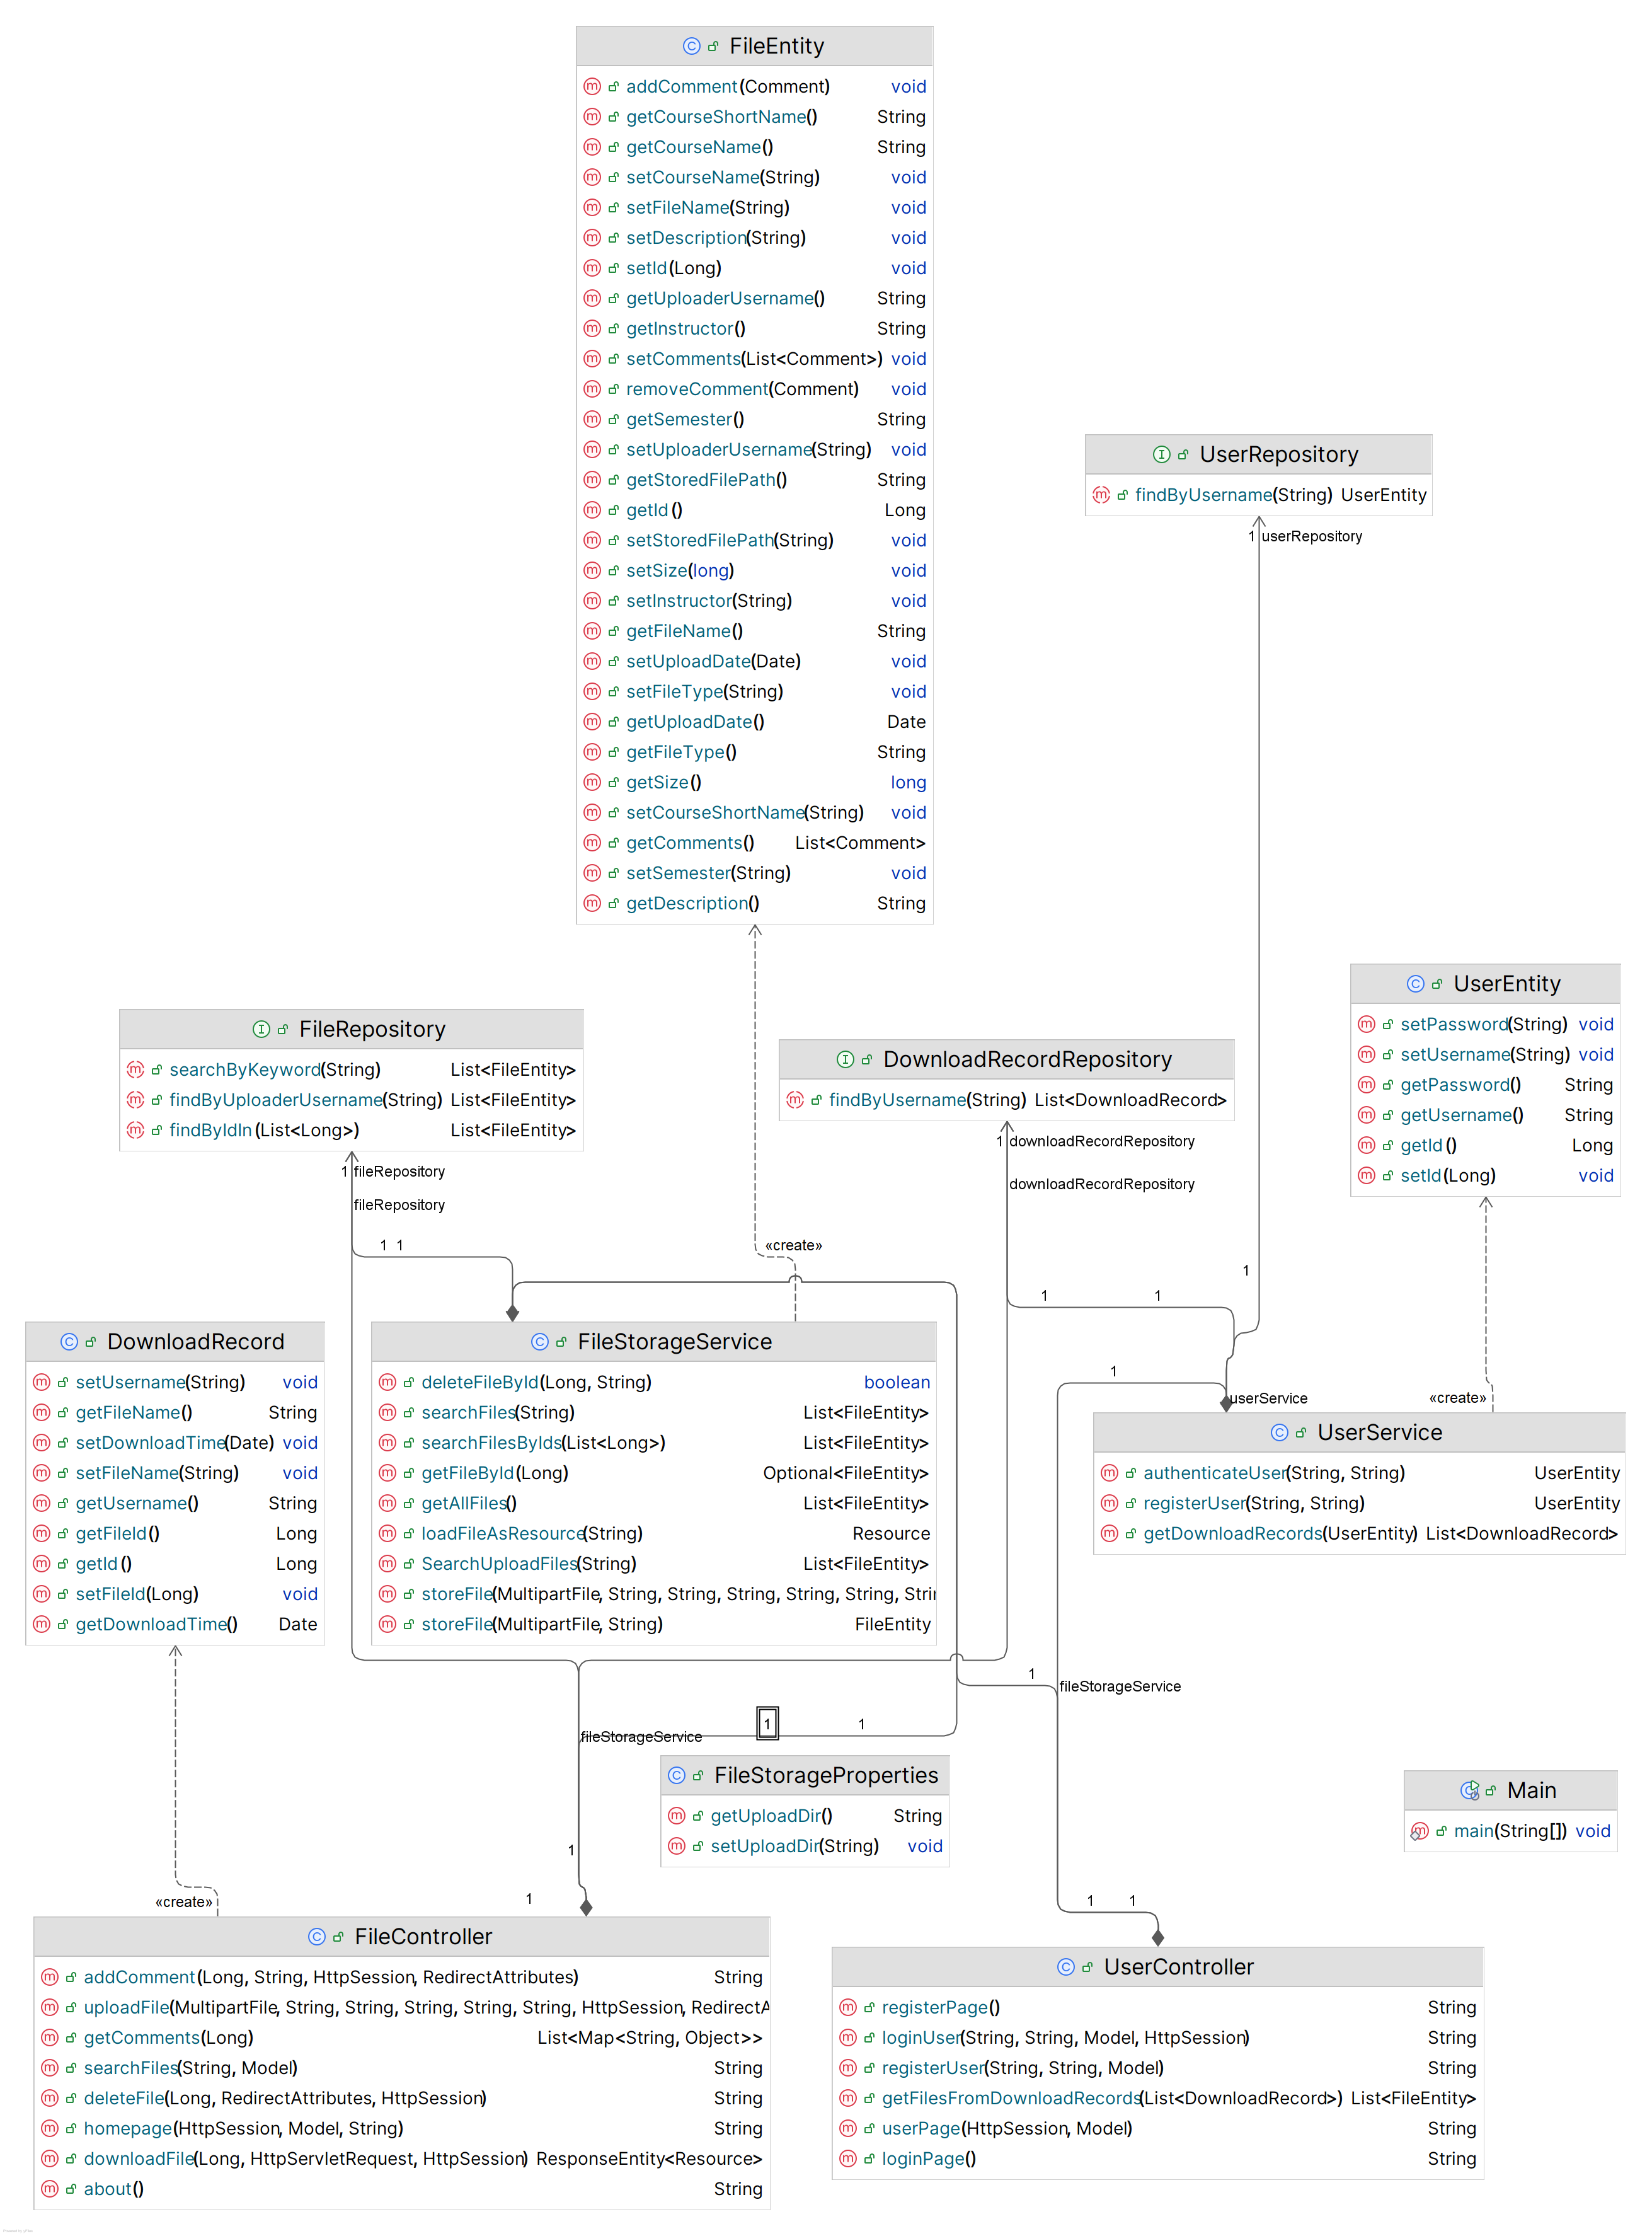 FileEntity
addComment(Comment) void
getCourseShortName() String
getCourseName() String
setCourseName(String) void
setFileName(String) void
setDescription(String) void
setId(Long) void
getUploaderUsername() String
getInstructor() String
setComments(List<Comment>) void
removeComment(Comment) void
getSemester() String
setUploaderUsername(String) void
getStoredFilePath() String
getId() Long
setStoredFilePath(String) void
setSize(long) void
setInstructor(String) void
getFileName() String
setUploadDate(Date) void
setFileType(String) void
getUploadDate() Date
getFileType() String
getSize() long
setCourseShortName(String) void
getComments() List<Comment>
setSemester(String) void
getDescription() String
UserRepository
findByUsername(String) UserEntity
1 userRepository
UserEntity
setPassword(String) void
setUsername(String) void
getPassword() String
getUsername() String
getId() Long
setId(Long) void
FileRepository
searchByKeyword(String) List<FileEntity>
findByUploaderUsername(String) List<FileEntity>
findByIdIn(List<Long>) List<FileEntity>
1 fileRepository
fileRepository
1 1
DownloadRecordRepository
findByUsername(String) List<DownloadRecord>
1 downloadRecordRepository
downloadRecordRepository
«create»
1
1 1
1
userService
«create»
DownloadRecord
setUsername(String) void
getFileName() String
setDownloadTime(Date) void
setFileName(String) void
getUsername() String
getFileId() Long
getId() Long
setFileId(Long) void
getDownloadTime() Date
FileStorageService
deleteFileById(Long, String) boolean
searchFiles(String) List<FileEntity>
searchFilesByIds(List<Long>) List<FileEntity>
getFileById(Long) Optional<FileEntity>
getAllFiles() List<FileEntity>
loadFileAsResource(String) Resource
SearchUploadFiles(String) List<FileEntity>
storeFile(MultipartFile, String, String, String, String, String, Stri
storeFile(MultipartFile, String) FileEntity
UserService
authenticateUser(String, String) UserEntity
registerUser(String, String) UserEntity
getDownloadRecords(UserEntity) List<DownloadRecord>
1
fileStorageService
1 1
fileStorageService
FileStorageProperties
getUploadDir() String
setUploadDir(String) void
Main
main(String[]) void
1
1
«create»
1 1
FileController
addComment(Long, String, HttpSession, RedirectAttributes) String
uploadFile(MultipartFile, String, String, String, String, String, HttpSession, RedirectA
getComments(Long) List<Map<String, Object>>
searchFiles(String, Model) String
deleteFile(Long, RedirectAttributes, HttpSession) String
homepage(HttpSession, Model, String) String
downloadFile(Long, HttpServletRequest, HttpSession) ResponseEntity<Resource>
about() String
UserController
registerPage() String
loginUser(String, String, Model, HttpSession) String
registerUser(String, String, Model) String
getFilesFromDownloadRecords(List<DownloadRecord>) List<FileEntity>
userPage(HttpSession, Model) String
loginPage() String